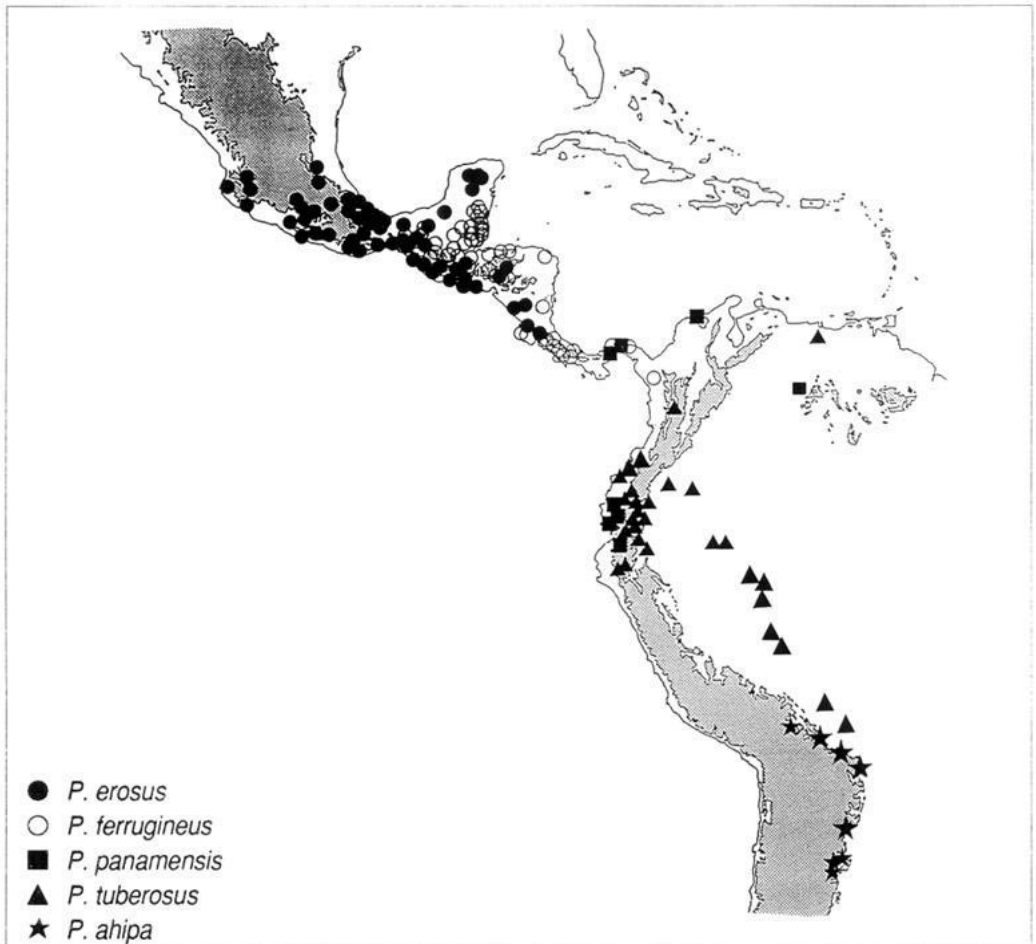 P. erosus
P. ferrugineus
P. panamensis
P. tuberosus
P. ahipa